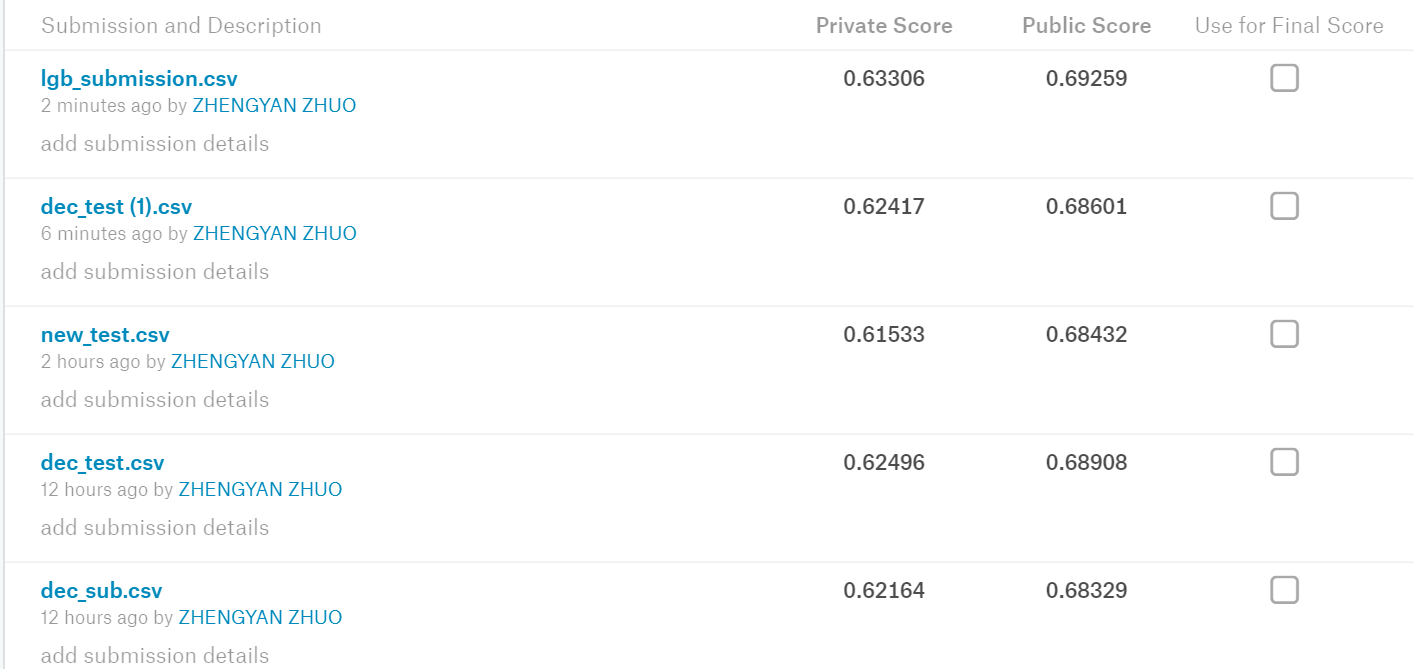 Submission and Description Private Score Public Score Use for Final Score
lgb_submission.csv 0.63306 0.69259
2 minutes ago by ZHENGYAN ZHUO
add submission details
dec_test (1).csv 0.62417 0.68601
6 minutes ago by ZHENGYAN ZHUO
add submission details
new_test.csv 0.61533 0.68432
2 hours ago by ZHENGYAN ZHUO
add submission details
dec_test.csv 0.62496 0.68908
12 hours ago by ZHENGYAN ZHUO
add submission details
dec_sub.csv 0.62164 0.68329
12 hours ago by ZHENGYAN ZHUO
add submission details